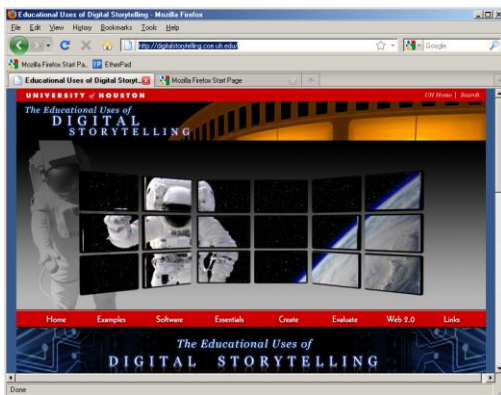 Educational Uses of Digital Storytelling - Mozilla Firefox
File Edit View History Bookmarks Tools Help
http://digitalstorytelling.coe.uh.edu/
Google
Mozilla Firefox Start Pa.. EtherPad
Educational Uses of Digital Storyt... Mozilla Firefox Start Page
UNIVERSITY of HOUSTON
UH Home | Search
The Educational Uses of
DIGITAL
STORYTELLING
Home Examples Software Essentials Create Evaluate Web 2.0 Links
The Educational Uses of
DIGITAL STORYTELLING
Done